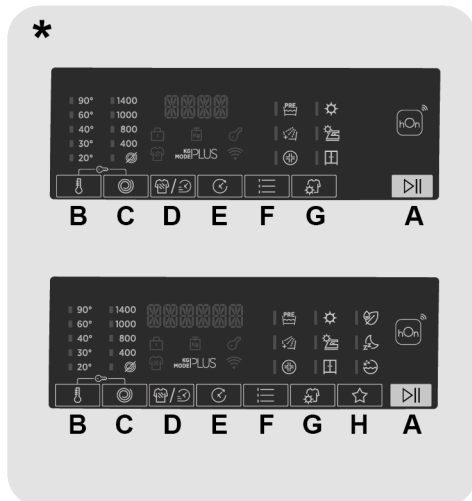 *
90° 1400
60° 1000
40° 800
30° 400
20°
PRE
KG
MODE PLUS
hOn
B C D E F G A
90° 1400
60° 1000
40° 800
30° 400
20°
PRE
KG
MODE PLUS
hOn
B C D E F G H A